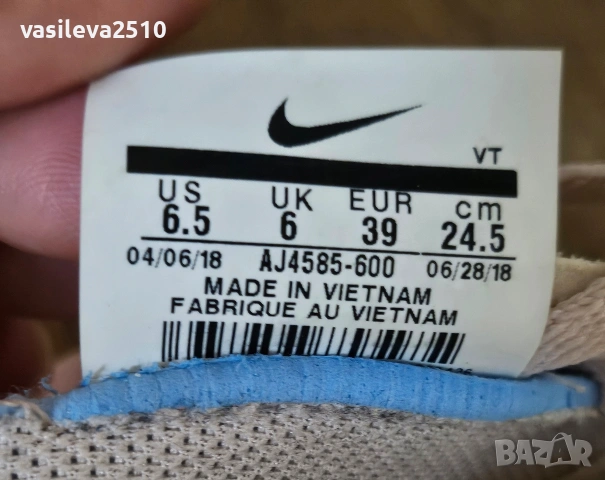 vasileva2510
VT
US UK EUR cm
6.5 6 39 24.5
04/06/18 AJ4585-600 06/28/18
MADE IN VIETNAM
FABRIQUE AU VIETNAM
BAZAR